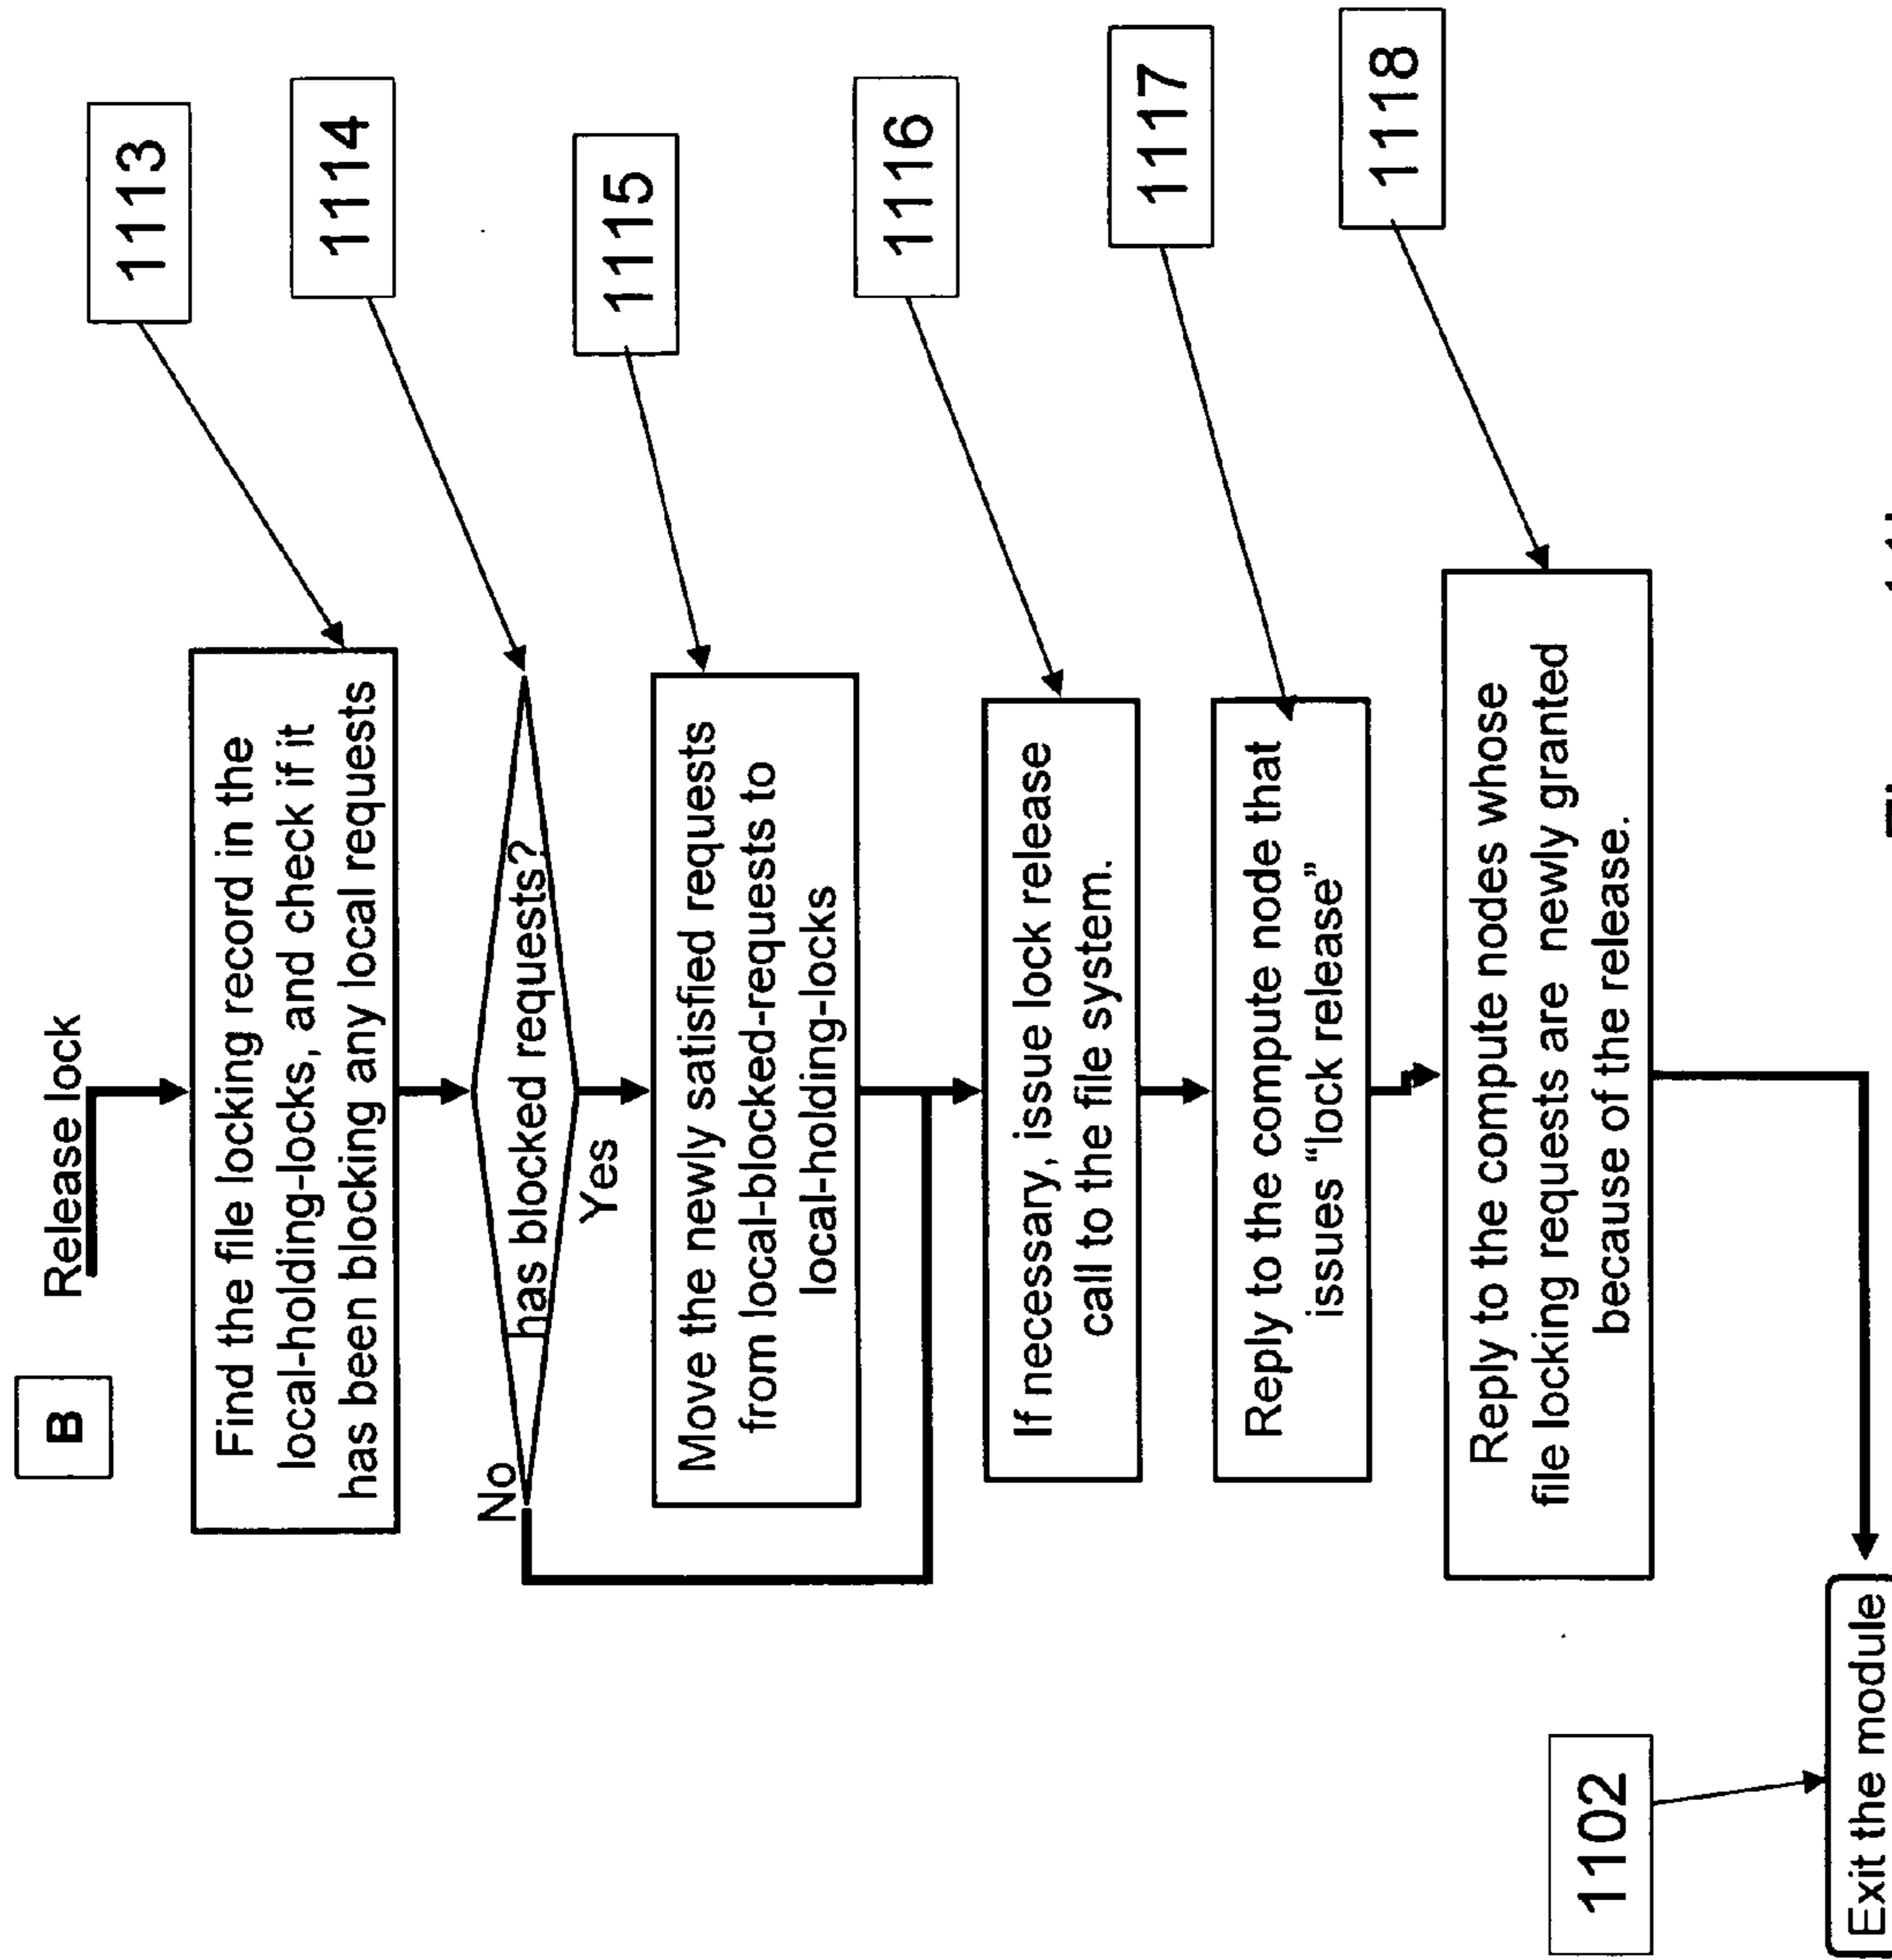 B
Release lock
1113
Find the file locking record in the
local-holding-locks, and check if it
has been blocking any local requests
1114
No
has blocked requests?
Yes
1115
Move the newly satisfied requests
from local-blocked-requests to
local-holding-locks
1116
If necessary, issue lock release
call to the file system.
1117
Reply to the compute node that
issues “lock release”
1118
Reply to the compute nodes whose
file locking requests are newly granted
because of the release.
1102
Exit the module